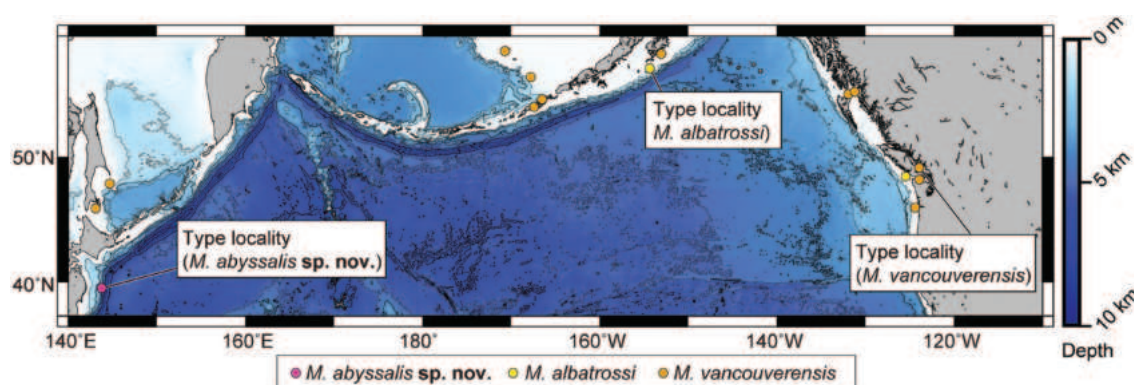 0 m
5 km
10 km
Depth
50°N
40°N
Type locality
M. albatrossi)
Type locality
(M. abyssalis sp. nov.)
Type locality
(M. vancouverensis)
140°E
160°E
180°
160°W
140°W
120°W
M. abyssalis sp. nov.
M. albatrossi
M. vancouverensis